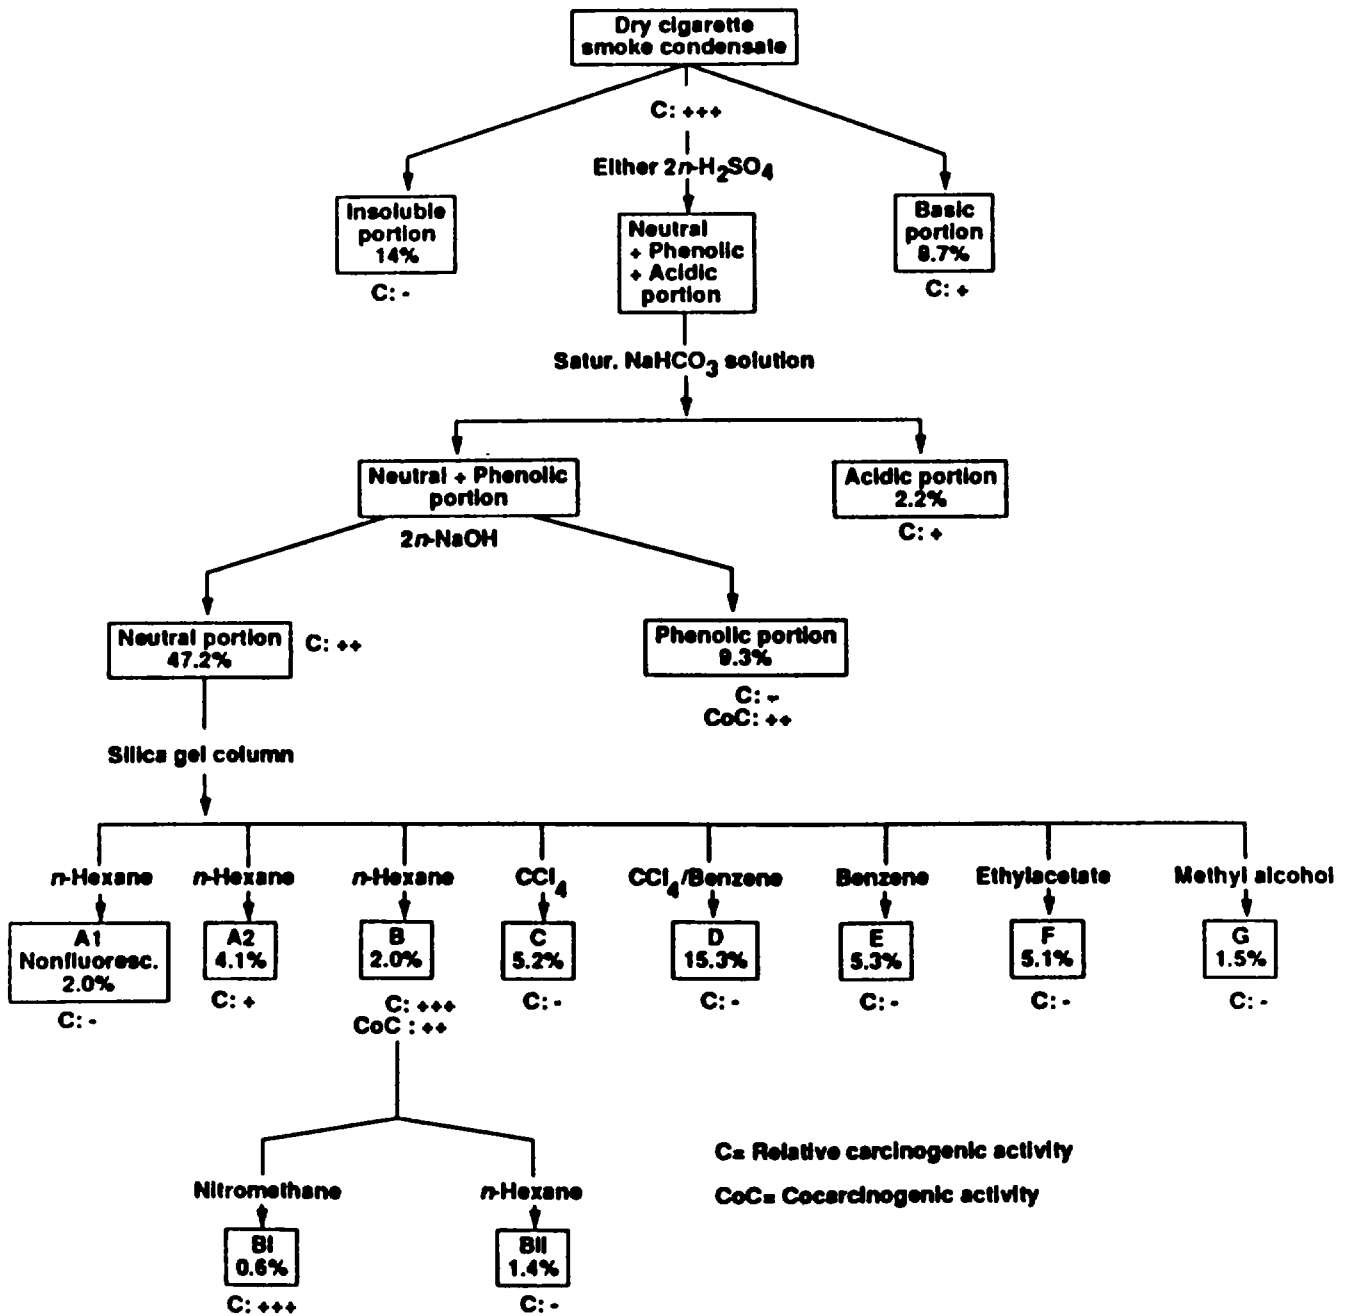 Dry cigarette
smoke condensate
C: +++
Either 2n-H2SO4
Insoluble
portion
14%
C: -
Neutral
+ Phenolic
+ Acidic
portion
Basic
portion
8.7%
C: +
Satur. NaHCO3 solution
Neutral + Phenolic
portion
Acidic portion
2.2%
C: +
2n-NaOH
Neutral portion
47.2%
C: ++
Phenolic portion
9.3%
C: -
CoC: ++
Silica gel column
n-Hexane
n-Hexane
n-Hexane
CCl4
CCl4/Benzene
Benzene
Ethylacetate
Methyl alcohol
A1
Nonfluoresc.
2.0%
C: -
A2
4.1%
C: +
B
2.0%
C: +++
CoC : ++
C
5.2%
C: -
D
15.3%
C: -
E
5.3%
C: -
F
5.1%
C: -
G
1.5%
C: -
Nitromethane
n-Hexane
BI
0.6%
C: +++
BII
1.4%
C: -
C= Relative carcinogenic activity
CoC= Cocarcinogenic activity